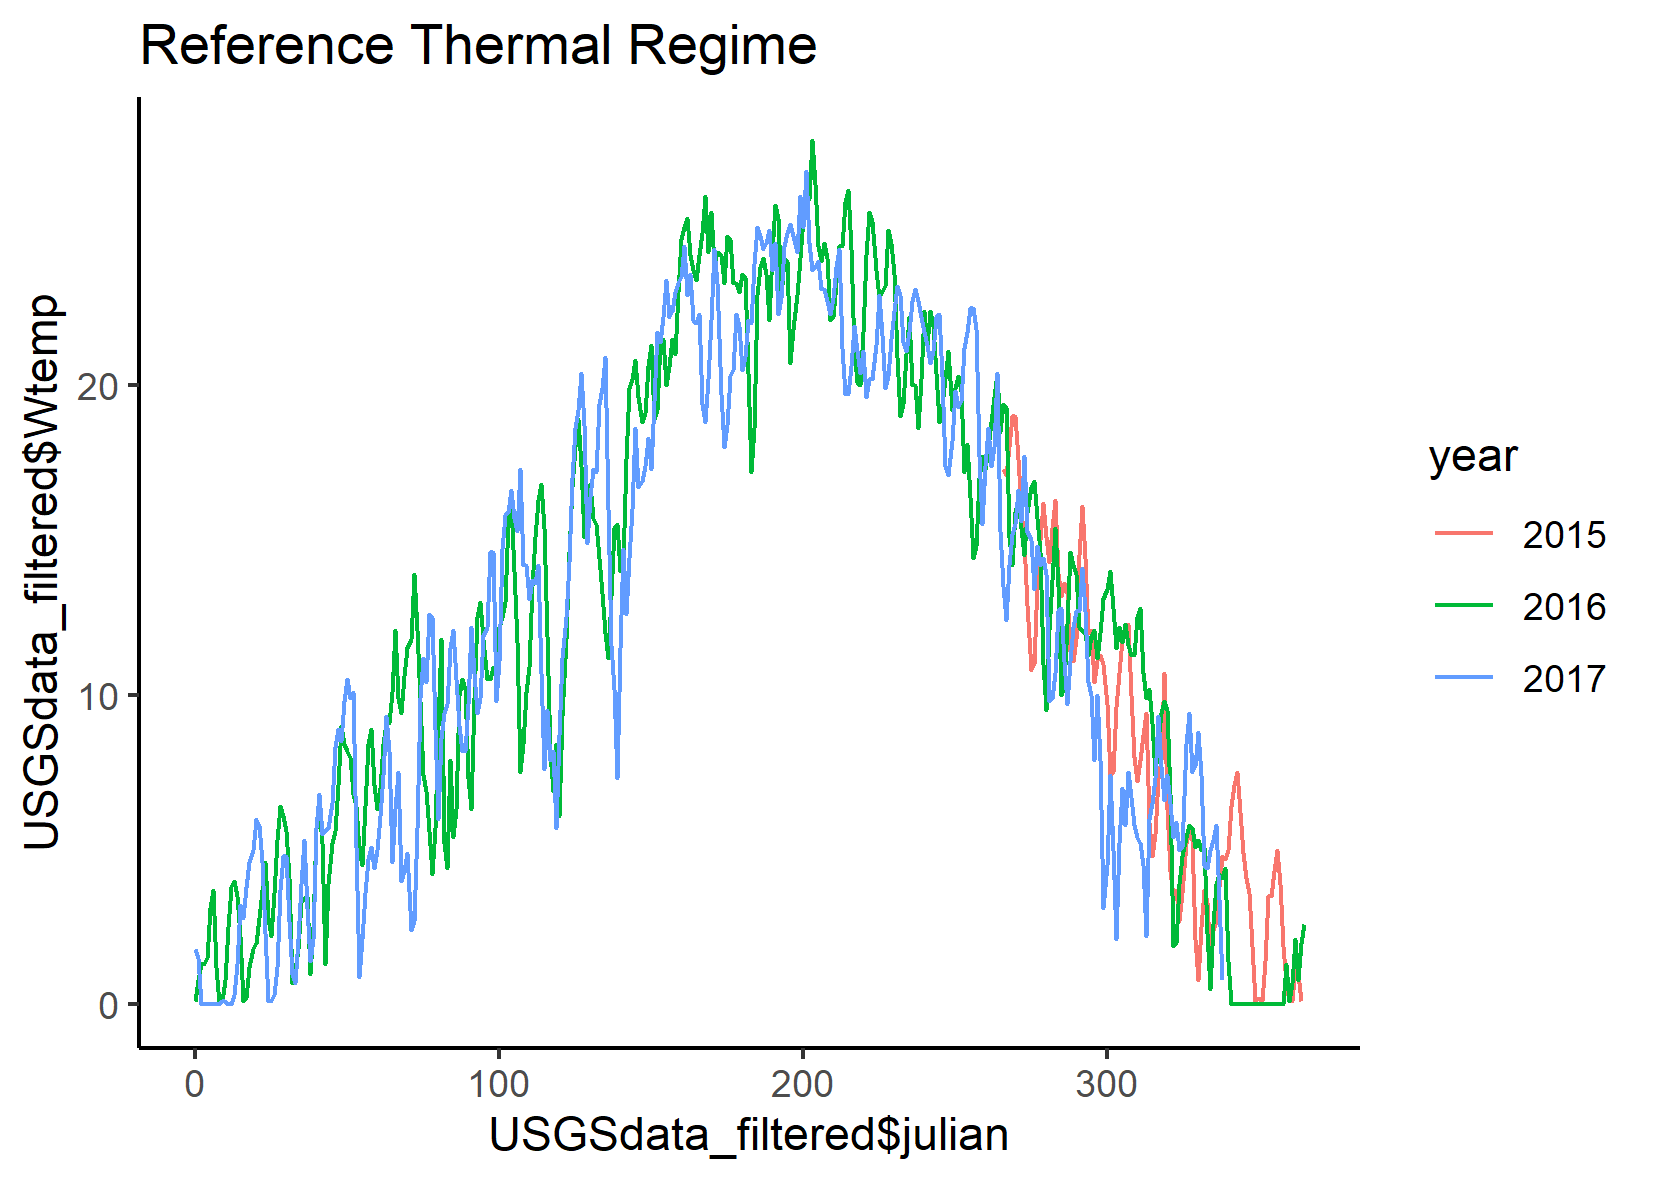 Reference Thermal Regime
USGSdata_filtered$Wtemp
20
10
0
0 100 200 300
USGSdata_filtered$julian
year
2015
2016
2017